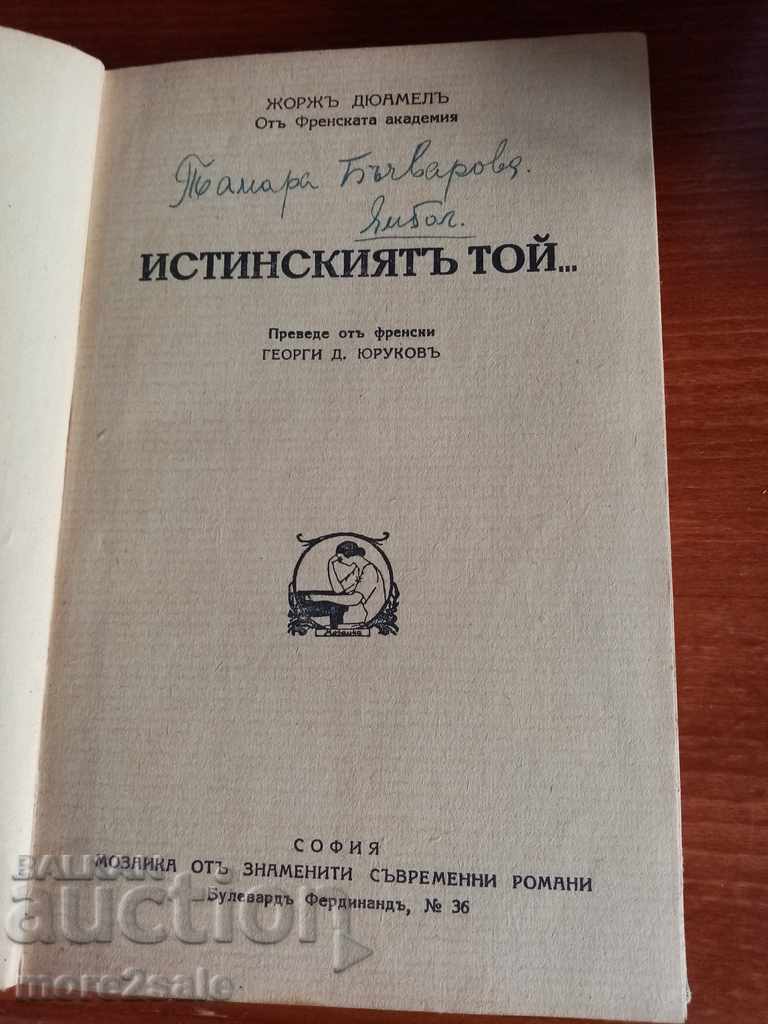 ЖОРЖЪ ДЮАМЕЛЪ
Отъ Френската академия
Тамара Бъчварова.
Ямбол.
ИСТИНСКИЯТЪ ТОЙ...
Преведе отъ френски
ГЕОРГИ Д. ЮРУКОВЪ
Мозайка
СОФИЯ
МОЗАИКА ОТЪ ЗНАМЕНИТИ СЪВРЕМЕННИ РОМАНИ
Булевардъ Фердинандъ, № 36
BALKAN
auction
more2sale